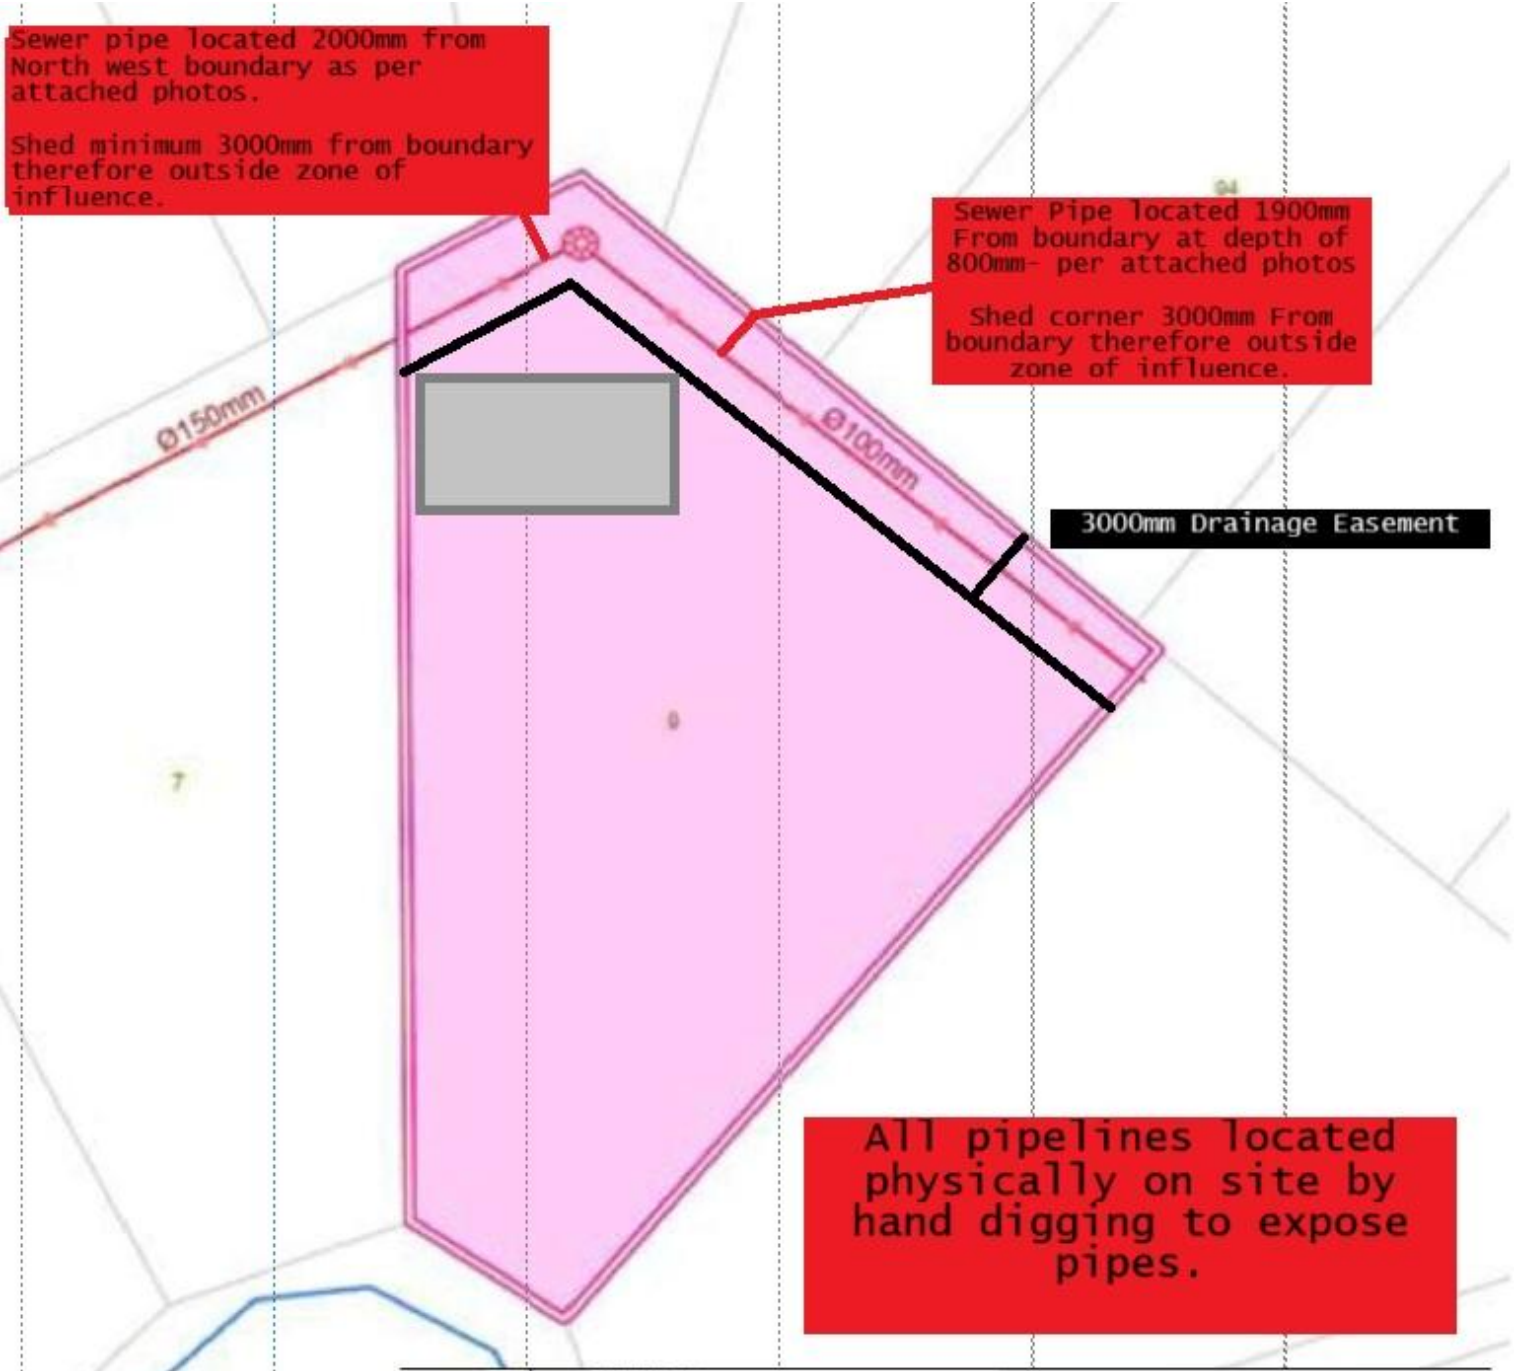 Sewer pipe located 2000mm from
North west boundary as per
attached photos.
Shed minimum 3000mm from boundary
therefore outside zone of
influence.
94
Sewer Pipe located 1900mm
From boundary at depth of
800mm- per attached photos
Shed corner 3000mm From
boundary therefore outside
zone of influence.
Ø150mm
Ø100mm
3000mm Drainage Easement
9
7
All pipelines located
physically on site by
hand digging to expose
pipes.